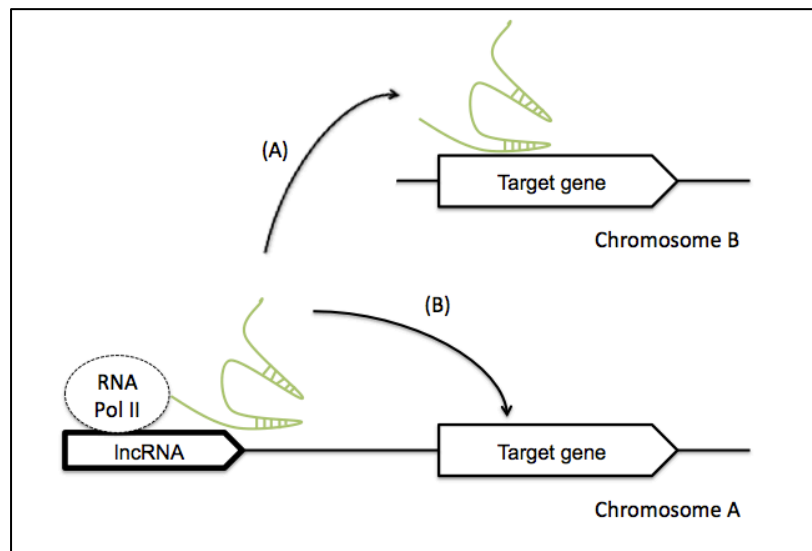 (A)
Target gene
Chromosome B
(B)
RNA
Pol II
lncRNA
Target gene
Chromosome A